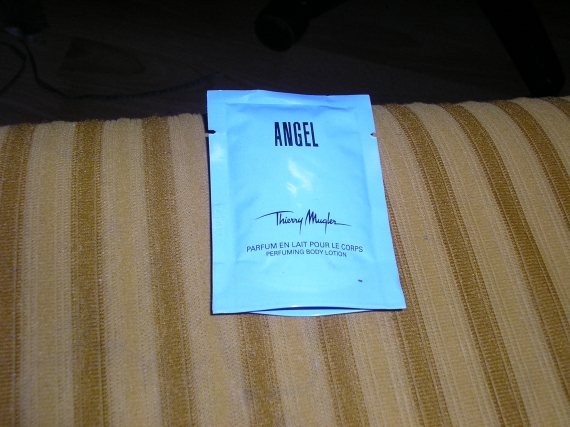 ANGEL
Thierry Mugler
PARFUM EN LAIT POUR LE CORPS
PERFUMING BODY LOTION